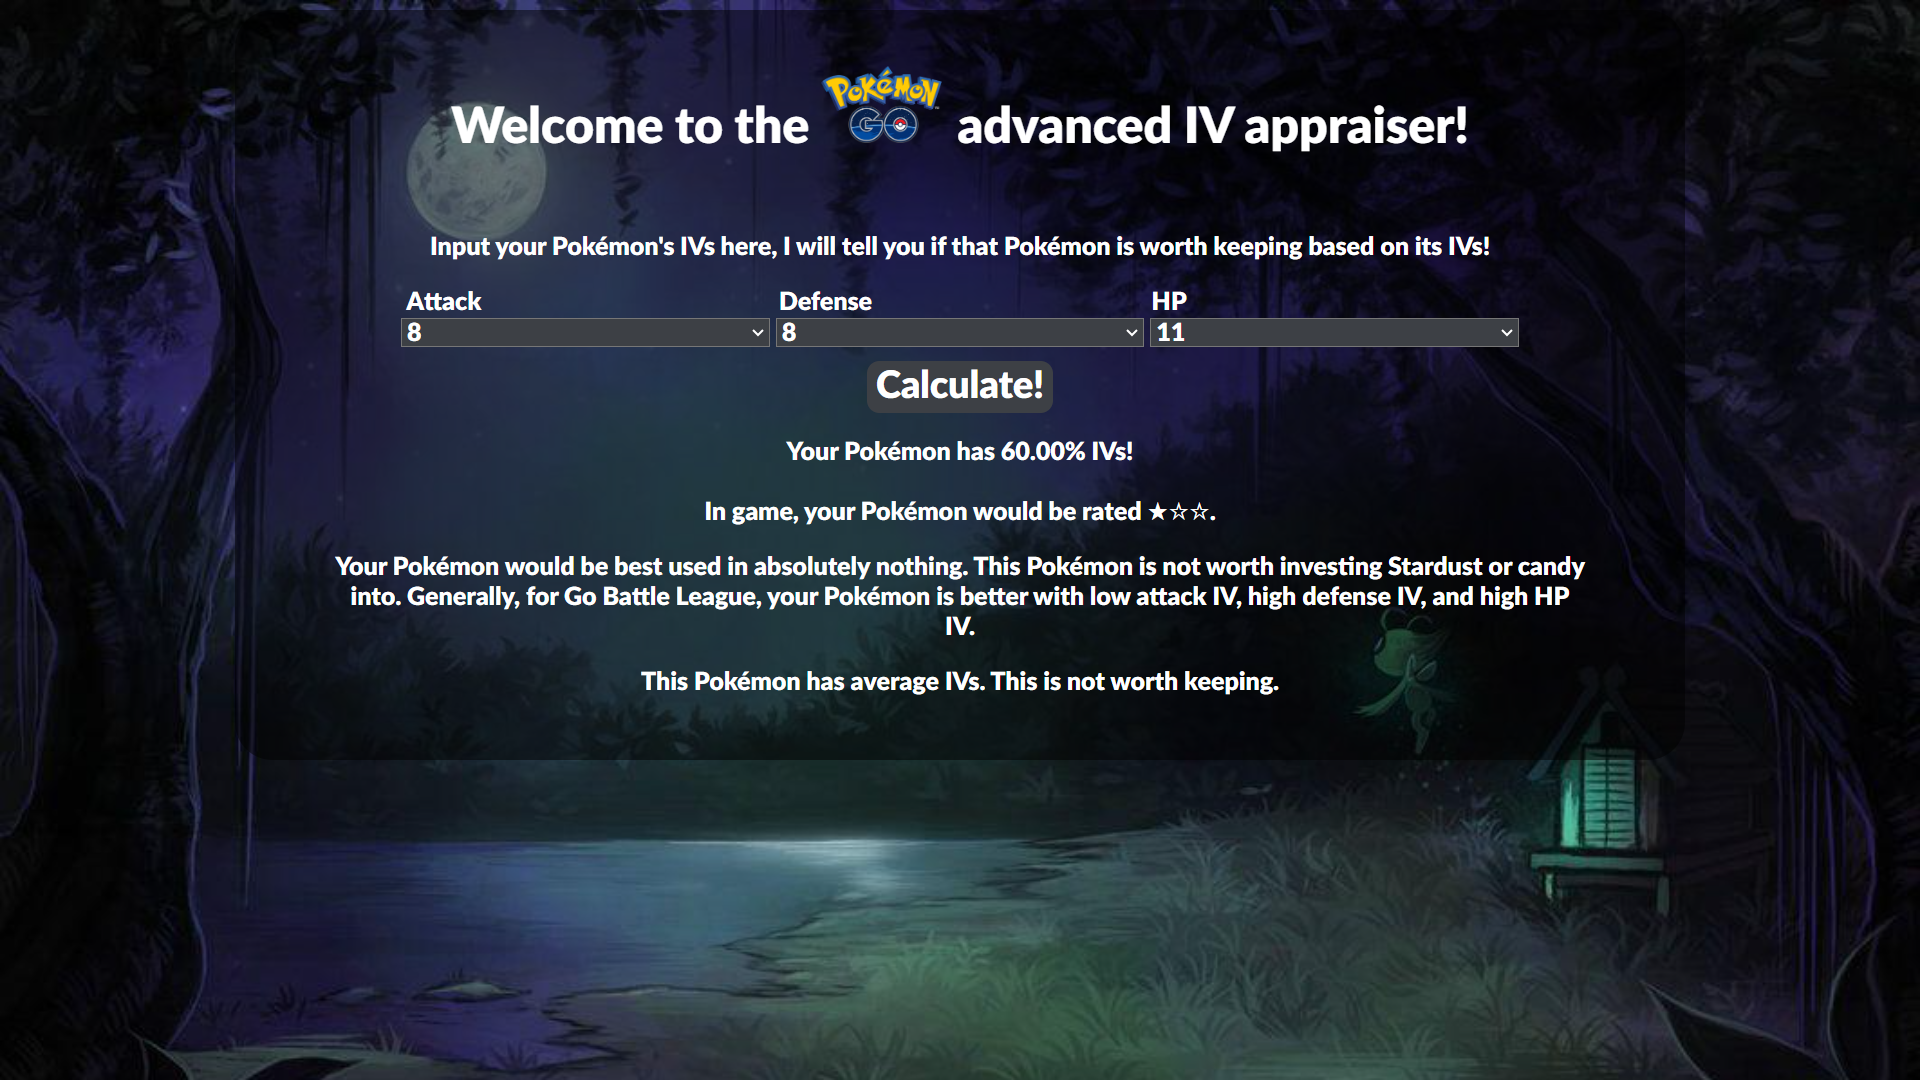 Welcome to the POKÉMON GO advanced IV appraiser!
Input your Pokémon's IVs here, I will tell you if that Pokémon is worth keeping based on its IVs!
Attack Defense HP
8 8 11
Calculate!
Your Pokémon has 60.00% IVs!
In game, your Pokémon would be rated ★☆☆.
Your Pokémon would be best used in absolutely nothing. This Pokémon is not worth investing Stardust or candy
into. Generally, for Go Battle League, your Pokémon is better with low attack IV, high defense IV, and high HP
IV.
This Pokémon has average IVs. This is not worth keeping.